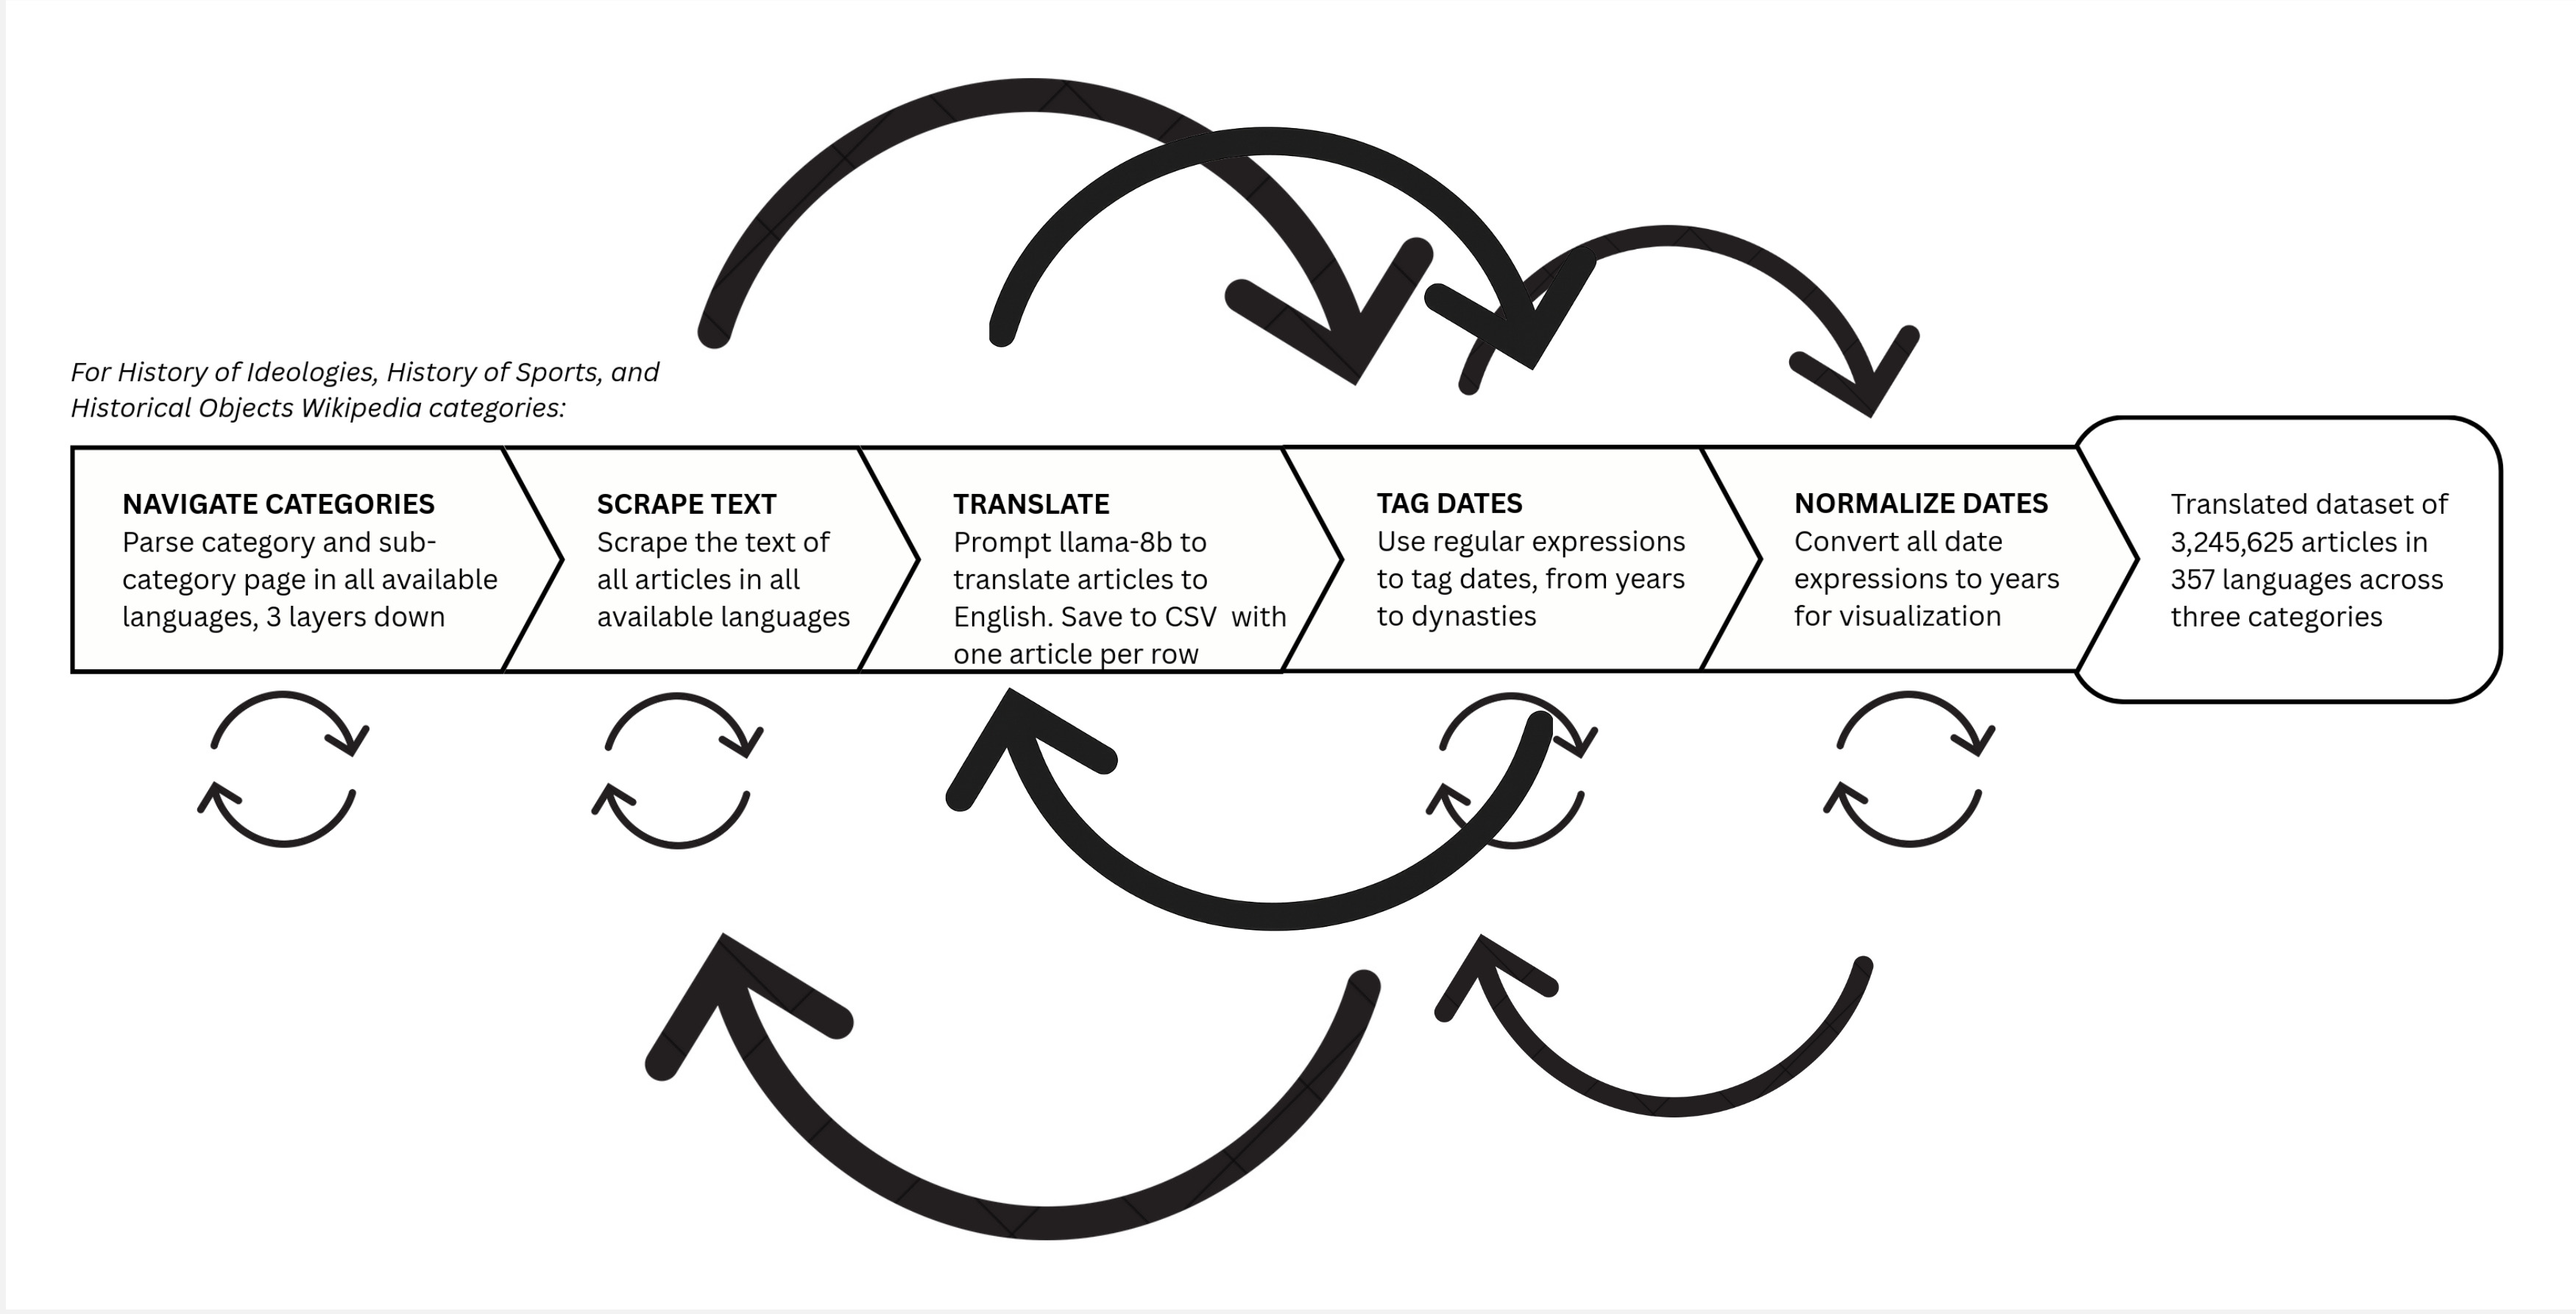 For History of Ideologies, History of Sports, and
Historical Objects Wikipedia categories:
NAVIGATE CATEGORIES
Parse category and sub-
category page in all available
languages, 3 layers down
SCRAPE TEXT
Scrape the text of
all articles in all
available languages
TRANSLATE
Prompt llama-8b to
translate articles to
English. Save to CSV  with
one article per row
TAG DATES
Use regular expressions
to tag dates, from years
to dynasties
NORMALIZE DATES
Convert all date
expressions to years
for visualization
Translated dataset of
3,245,625 articles in
357 languages across
three categories